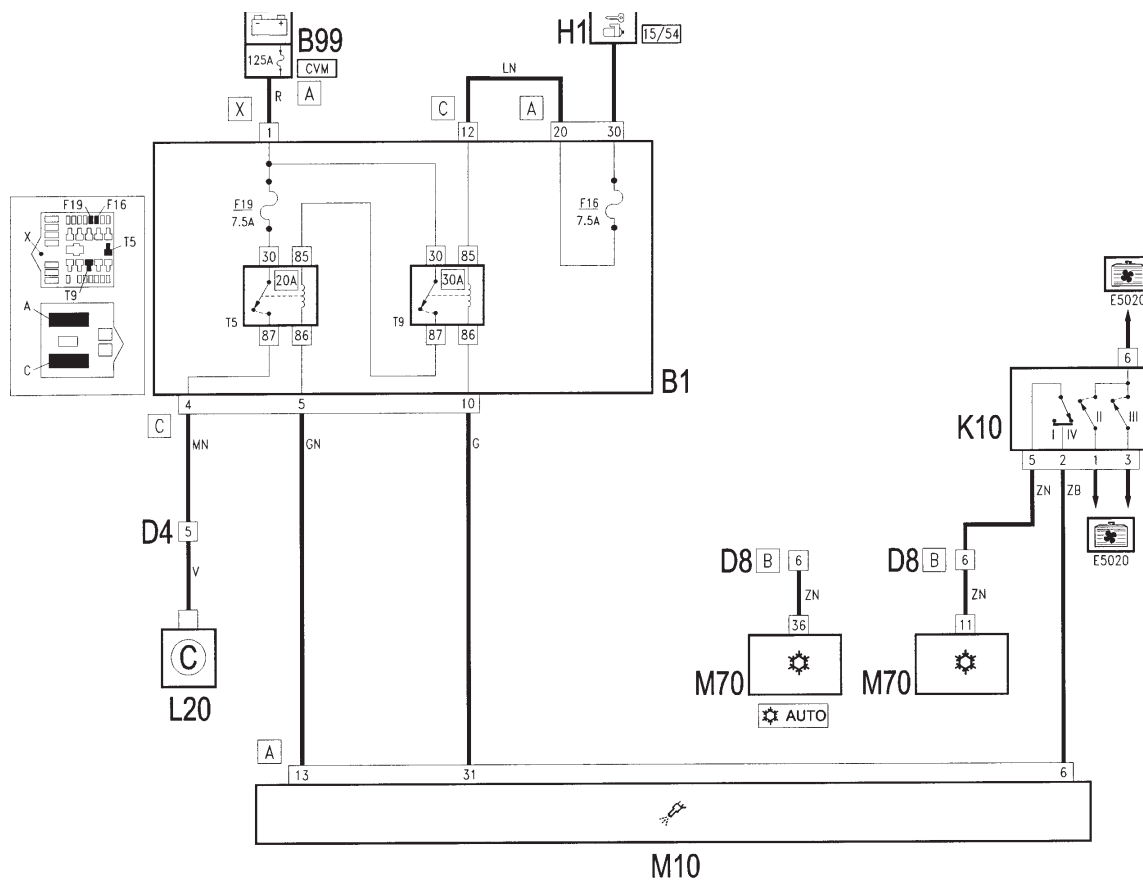 B99
125A
CVM
R
A
H1
15/54
LN
X
C
A
1
12
20
30
F19
F16
X
T5
T9
A
C
F19
7.5A
F16
7.5A
30
85
30
85
20A
30A
T5
T9
87
86
87
86
B1
4
5
10
C
MN
GN
G
E5020
6
K10
I
IV
II
III
5
2
1
3
ZN
ZB
E5020
D4
5
V
C
L20
D8
B
6
ZN
36
M70
AUTO
D8
B
6
ZN
11
M70
A
13
31
6
M10